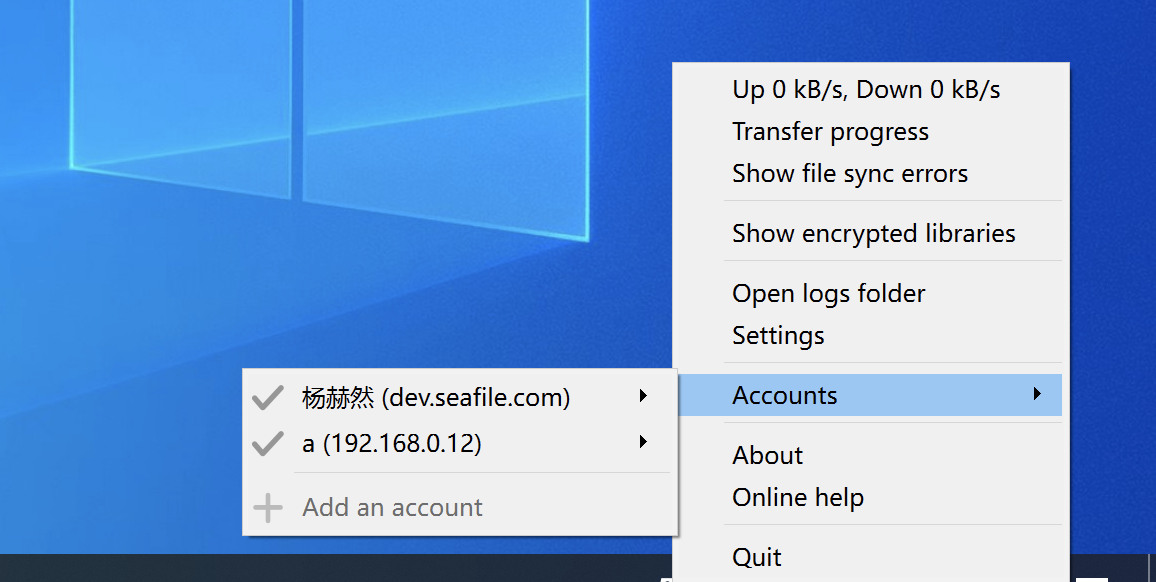 Up 0 kB/s, Down 0 kB/s
Transfer progress
Show file sync errors
Show encrypted libraries
Open logs folder
Settings
Accounts
杨赫然 (dev.seafile.com)
a (192.168.0.12)
Add an account
About
Online help
Quit